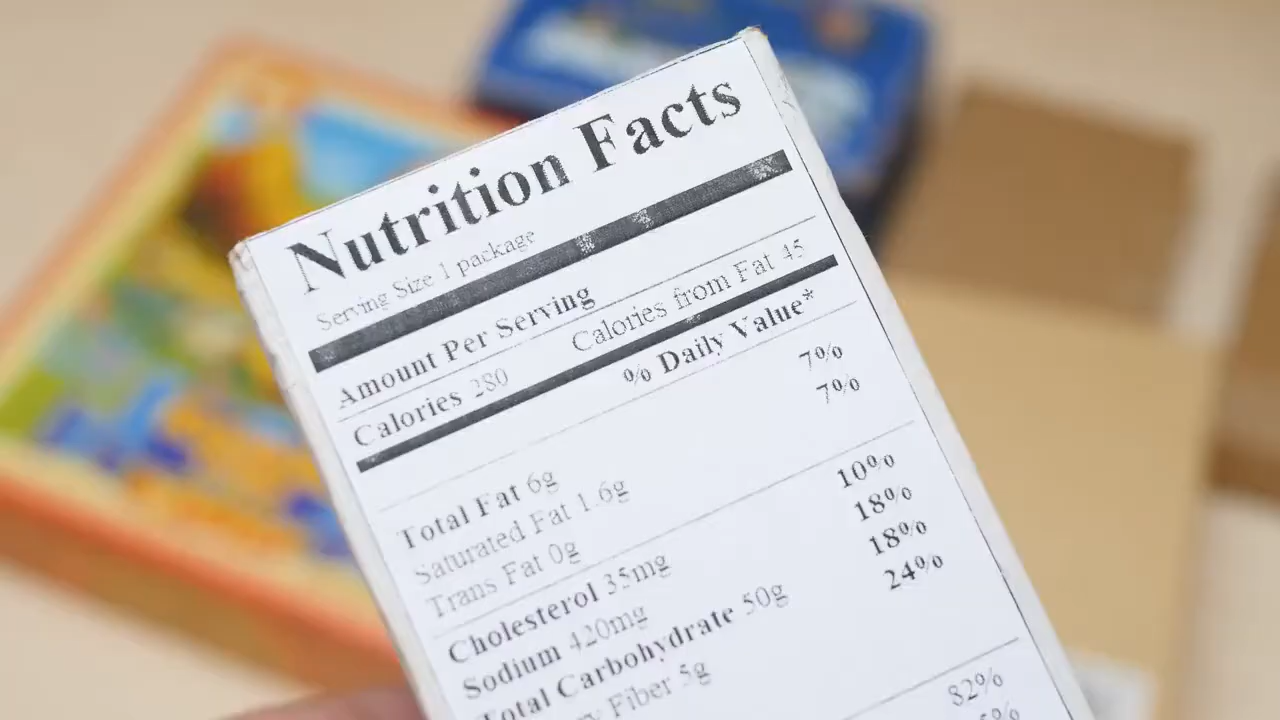 Nutrition Facts
Serving Size 1 package
Amount Per Serving
Calories 280 Calories from Fat 45
% Daily Value*
Total Fat 6g 7%
Saturated Fat 1.6g 7%
Trans Fat 0g
Cholesterol 35mg 10%
Sodium 420mg 18%
Total Carbohydrate 50g 18%
Fiber 5g 24%
82%